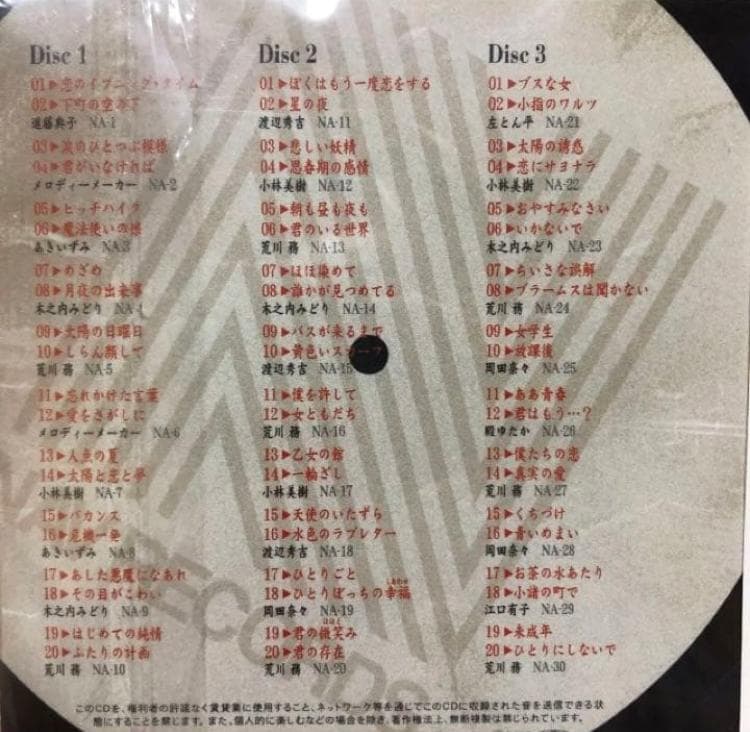 Disc 1
01▶恋のイブニング・タイム
02▶下町の空の下
進藤典子 NA-1
03▶涙のひとつぶ模様
04▶君がいなければ
メロディーメーカー NA-2
05▶ヒッチハイク
06▶魔法使いの様
あきいずみ NA-3
07▶めざめ
08▶月夜の出来事
木之内みどり NA-4
09▶太陽の日曜日
10▶しらん顔して
荒川務 NA-5
11▶忘れかけた言葉
12▶愛をさがしに
メロディーメーカー NA-6
13▶人魚の夏
14▶太陽と恋と夢
小林美樹 NA-7
15▶バカンス
16▶危機一発
あきいずみ NA-8
17▶あした悪魔になあれ
18▶その目がこわい
木之内みどり NA-9
19▶はじめての純情
20▶ふたりの計画
荒川務 NA-10
Disc 2
01▶ぼくはもう一度恋をする
02▶星の夜
渡辺秀吉 NA-11
03▶悲しい妖精
04▶思春期の感情
小林美樹 NA-12
05▶朝も昼も夜も
06▶君のいる世界
荒川務 NA-13
07▶ほほ染めて
08▶誰かが見つめてる
木之内みどり NA-14
09▶バスが来るまで
10▶黄色いスカーフ
渡辺秀吉 NA-15
11▶僕を許して
12▶女ともだち
荒川務 NA-16
13▶乙女の館
14▶一輪ざし
小林美樹 NA-17
15▶天使のいたずら
16▶水色のラブレター
渡辺秀吉 NA-18
17▶ひとりごと
18▶ひとりぼっちの幸福
しあわせ
岡田奈々 NA-19
19▶君の微笑み
ほほえ
20▶君の存在
荒川務 NA-20
Disc 3
01▶ブスな女
02▶小指のワルツ
左とん平 NA-21
03▶太陽の誘惑
04▶恋にサヨナラ
小林美樹 NA-22
05▶おやすみなさい
06▶いかないで
木之内みどり NA-23
07▶ちいさな誤解
08▶ブラームスは聞かない
荒川務 NA-24
09▶女学生
10▶放課後
岡田奈々 NA-25
11▶ああ青春
12▶君はもう…?
殿ゆたか NA-26
13▶僕たちの恋
14▶真実の愛
荒川務 NA-27
15▶くちづけ
16▶青いめまい
岡田奈々 NA-28
17▶お茶の水あたり
18▶小諸の町で
江口有子 NA-29
19▶未成年
20▶ひとりにしないで
荒川務 NA-30
RECORDS
このCDを、権利者の許諾なく賃貸業に使用すること、ネットワーク等を通じてこのCDに収録された音を送信できる状
態にすることを禁じます。また、個人的に楽しむなどの場合を除き、著作権法上、無断複製は禁じられています。